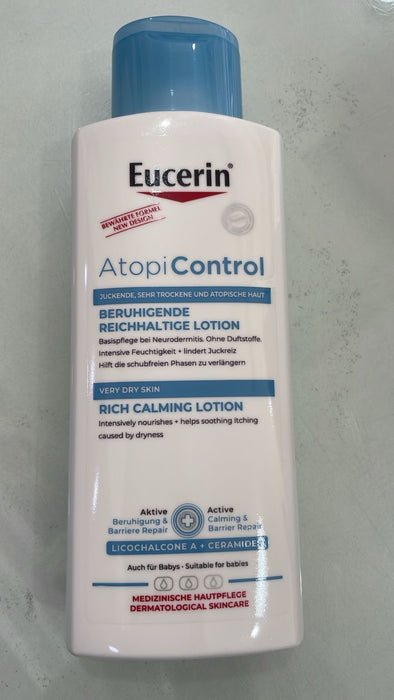 Eucerin®
BEWÄHRTE FORMEL
NEW DESIGN
AtopiControl
JUCKENDE, SEHR TROCKENE UND ATOPISCHE HAUT
BERUHIGENDE
REICHHALTIGE LOTION
Basispflege bei Neurodermitis. Ohne Duftstoffe.
Intensive Feuchtigkeit + lindert Juckreiz
Hilft die schubfreien Phasen zu verlängern
VERY DRY SKIN
RICH CALMING LOTION
Intensively nourishes + helps soothing itching
caused by dryness
Aktive
Beruhigung &
Barriere Repair
Active
Calming &
Barrier Repair
LICOCHALCONE A + CERAMIDES
Auch für Babys • Suitable for babies
MEDIZINISCHE HAUTPFLEGE
DERMATOLOGICAL SKINCARE